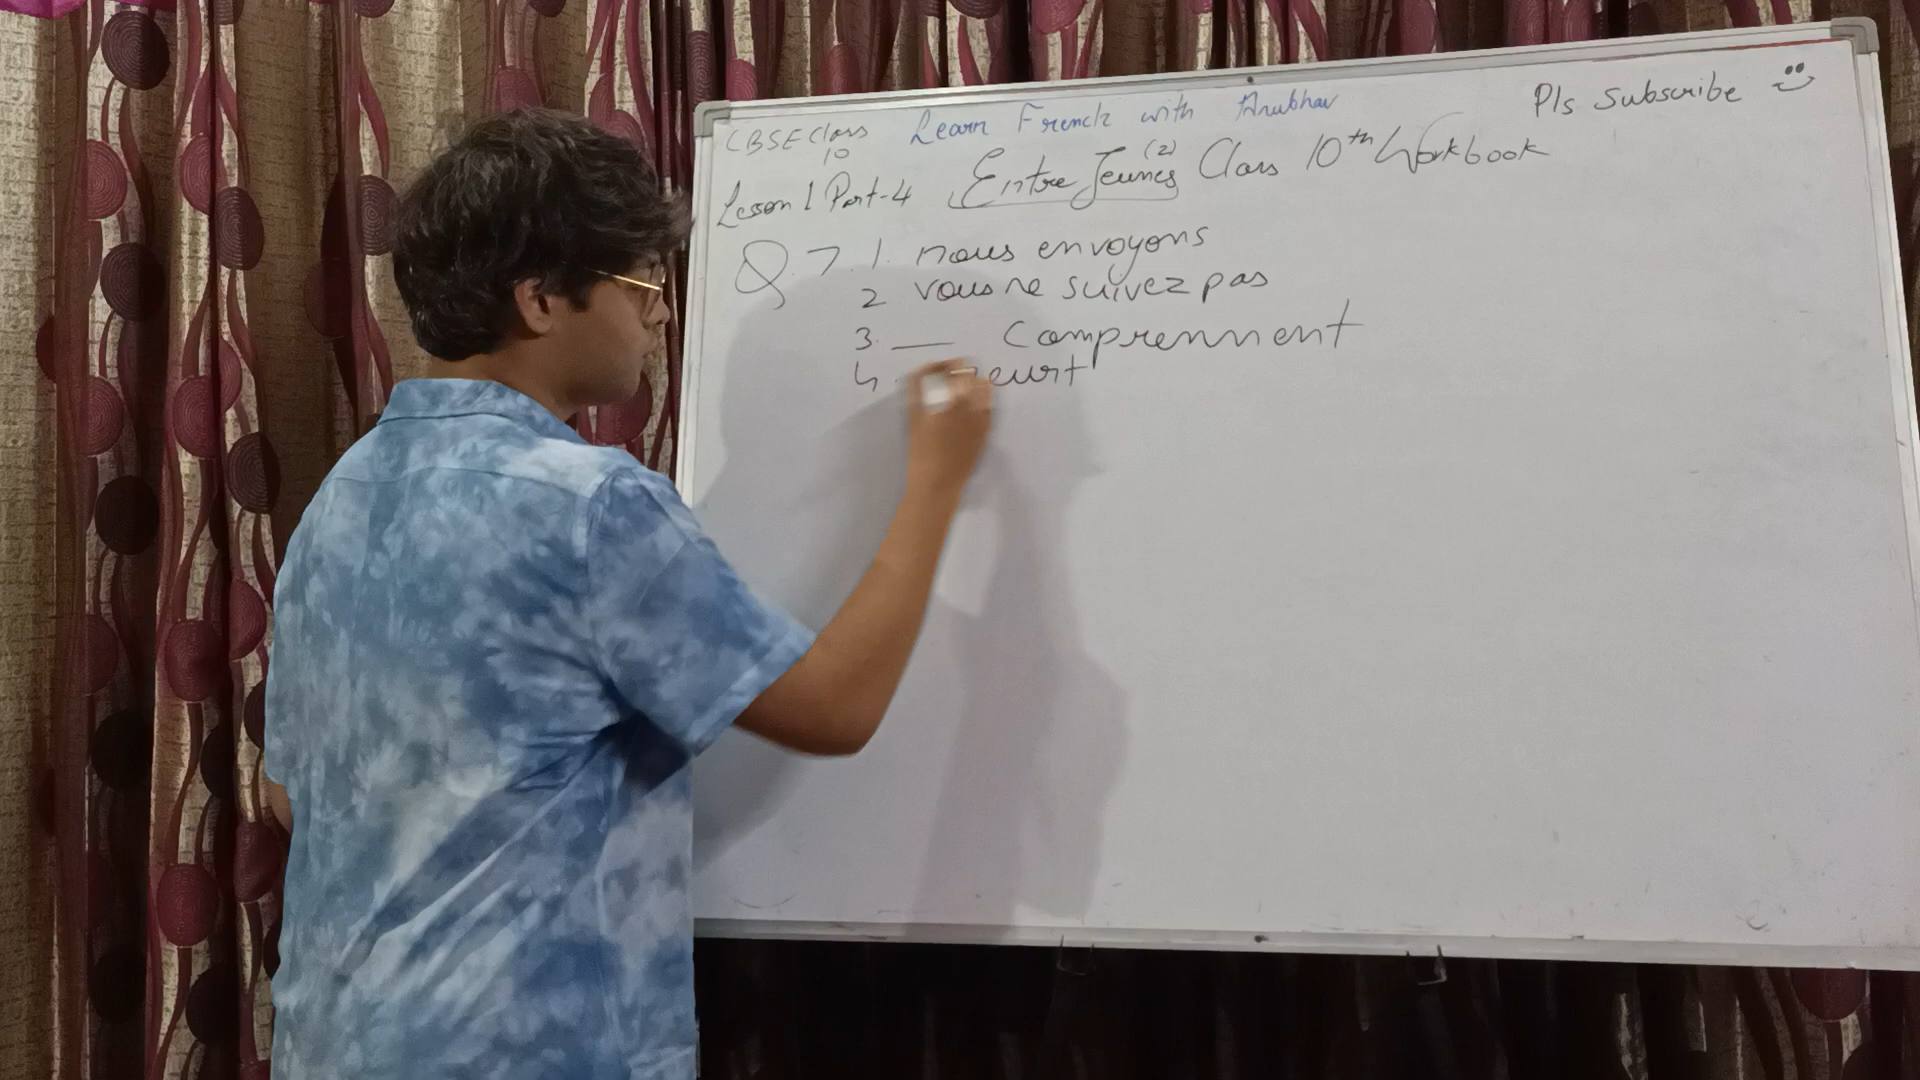 CBSE Class 10
Learn French with Anubhav
Pls Subscribe
Lesson 1 Part-4
Entre Jeunes (2) Class 10th Workbook
Q.7. 1. nous envoyons
2 vous ne suivez pas
3. ___ comprennent
4